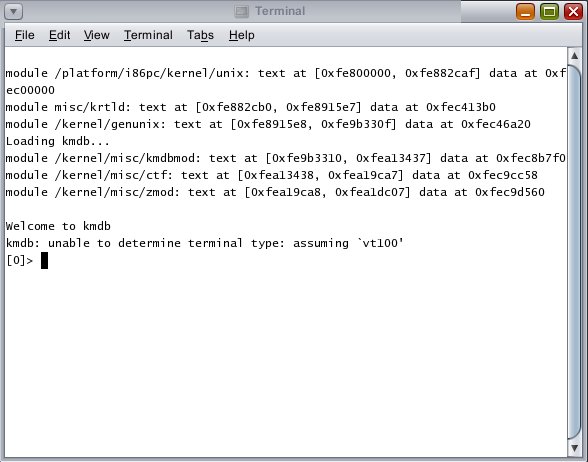 Terminal
File Edit View Terminal Tabs Help
module /platform/i86pc/kernel/unix: text at [0xfe800000, 0xfe882caf] data at 0xf
ec00000
module misc/krtld: text at [0xfe882cb0, 0xfe8915e7] data at 0xfec413b0
module /kernel/genunix: text at [0xfe8915e8, 0xfe9b330f] data at 0xfec46a20
Loading kmdb...
module /kernel/misc/kmdbmod: text at [0xfe9b3310, 0xfea13437] data at 0xfec8b7f0
module /kernel/misc/ctf: text at [0xfea13438, 0xfea19ca7] data at 0xfec9cc58
module /kernel/misc/zmod: text at [0xfea19ca8, 0xfea1dc07] data at 0xfec9d560
Welcome to kmdb
kmdb: unable to determine terminal type: assuming `vt100'
[0]>